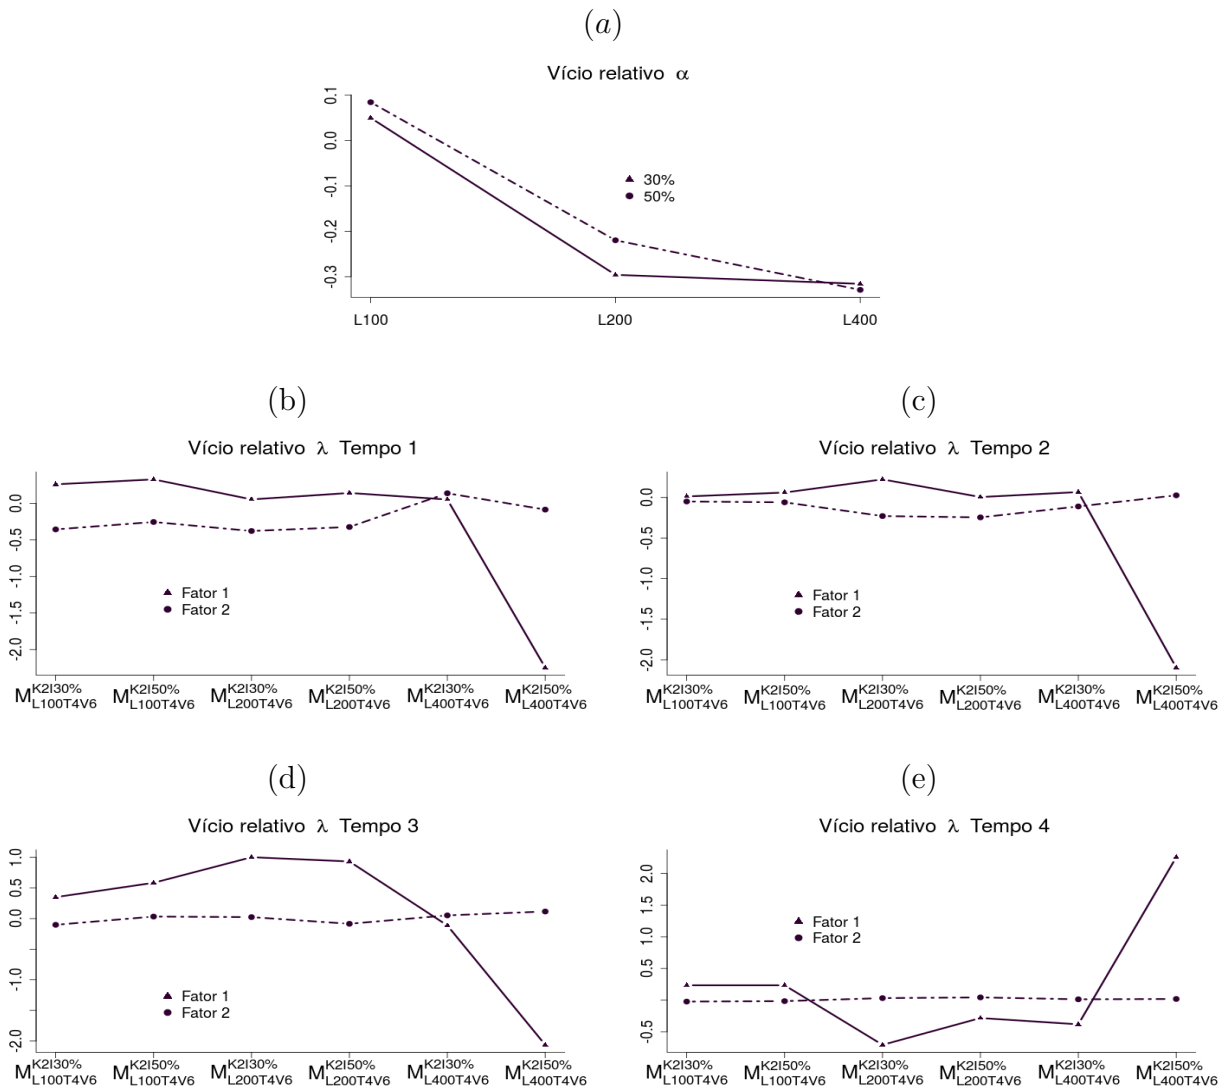 (a)
Vício relativo α
0.1
0.0
-0.1
-0.2
-0.3
30%
50%
L100 L200 L400
(b)
Vício relativo λ Tempo 1
0.0
-0.5
-1.0
-1.5
-2.0
Fator 1
Fator 2
M K2I30% L100T4V6 M K2I50% L100T4V6 M K2I30% L200T4V6 M K2I50% L200T4V6 M K2I30% L400T4V6 M K2I50% L400T4V6
(c)
Vício relativo λ Tempo 2
0.0
-0.5
-1.0
-1.5
-2.0
Fator 1
Fator 2
M K2I30% L100T4V6 M K2I50% L100T4V6 M K2I30% L200T4V6 M K2I50% L200T4V6 M K2I30% L400T4V6 M K2I50% L400T4V6
(d)
Vício relativo λ Tempo 3
1.0
0.5
0.0
-1.0
-2.0
Fator 1
Fator 2
M K2I30% L100T4V6 M K2I50% L100T4V6 M K2I30% L200T4V6 M K2I50% L200T4V6 M K2I30% L400T4V6 M K2I50% L400T4V6
(e)
Vício relativo λ Tempo 4
2.0
1.5
1.0
0.5
-0.5
Fator 1
Fator 2
M K2I30% L100T4V6 M K2I50% L100T4V6 M K2I30% L200T4V6 M K2I50% L200T4V6 M K2I30% L400T4V6 M K2I50% L400T4V6